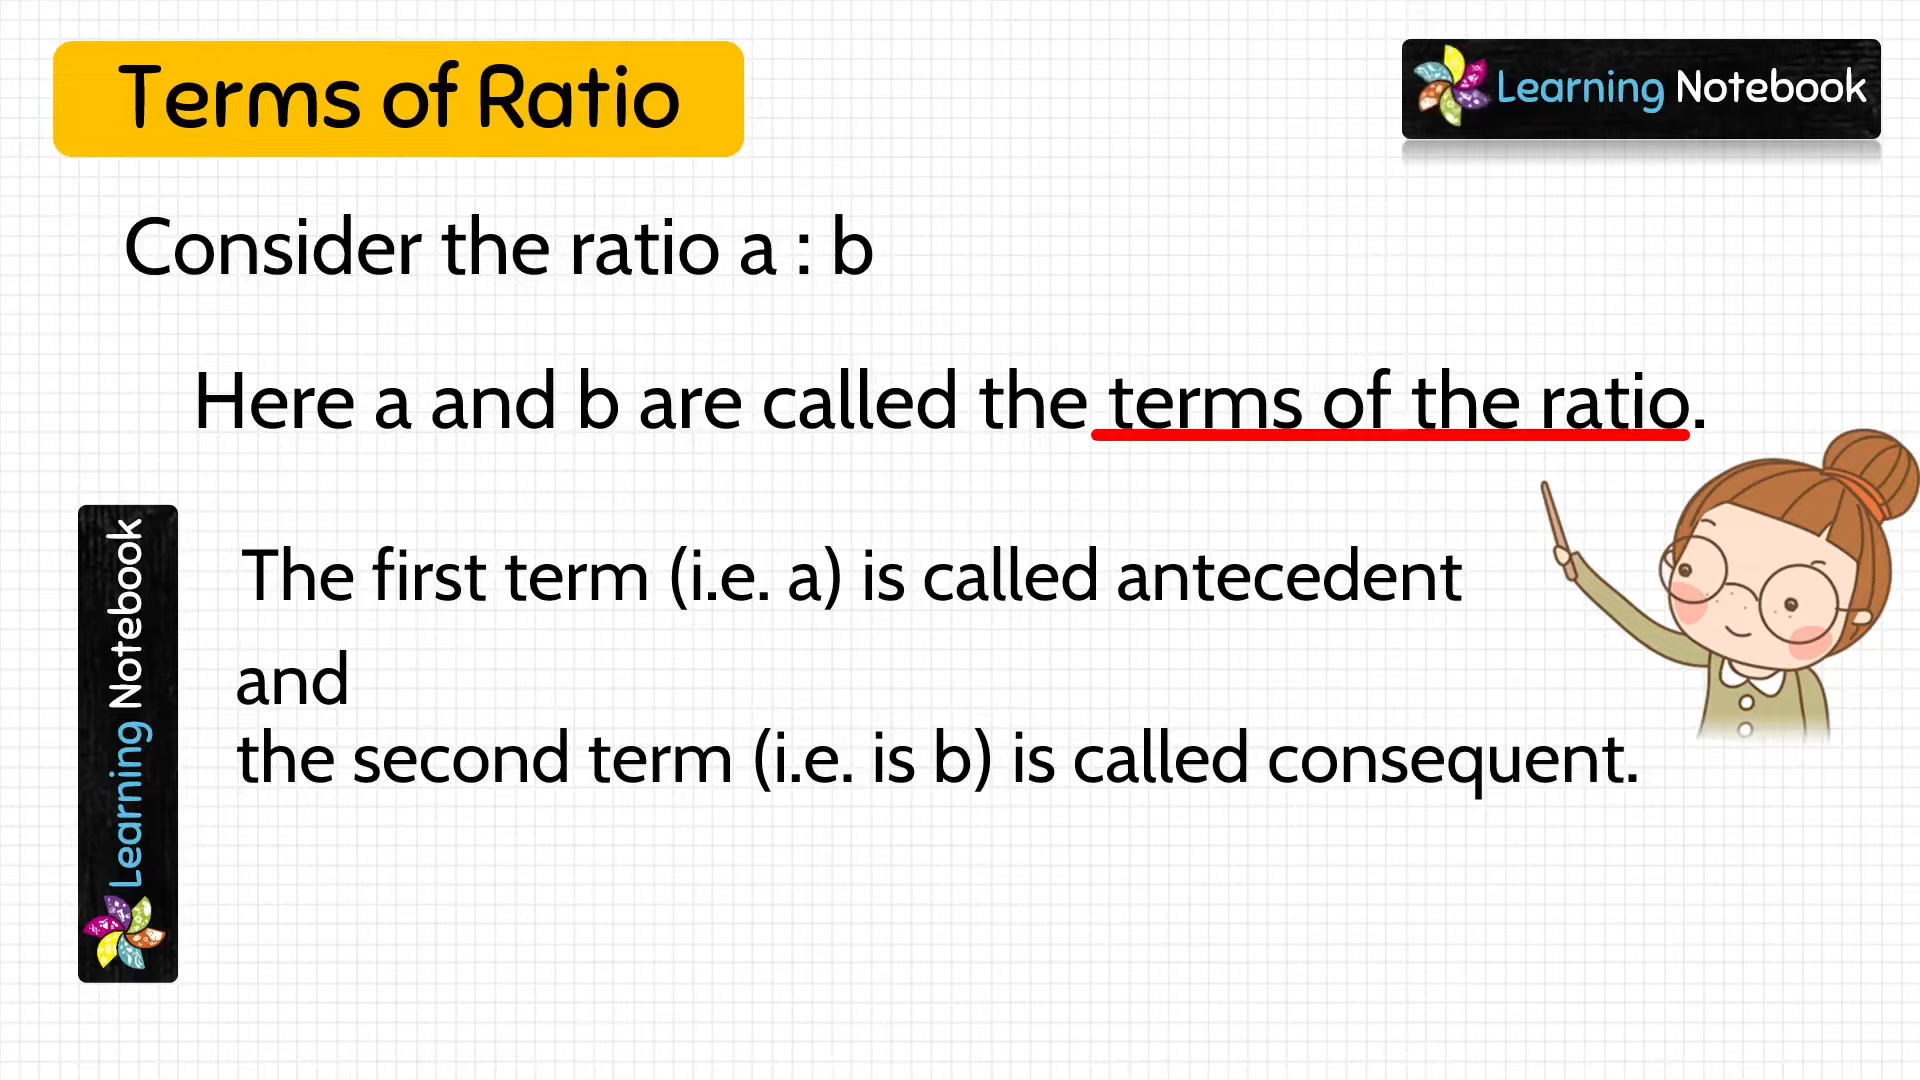 Terms of Ratio
Learning Notebook
Consider the ratio a : b
Here a and b are called the terms of the ratio.
Learning Notebook
The first term (i.e. a) is called antecedent
and
the second term (i.e. is b) is called consequent.